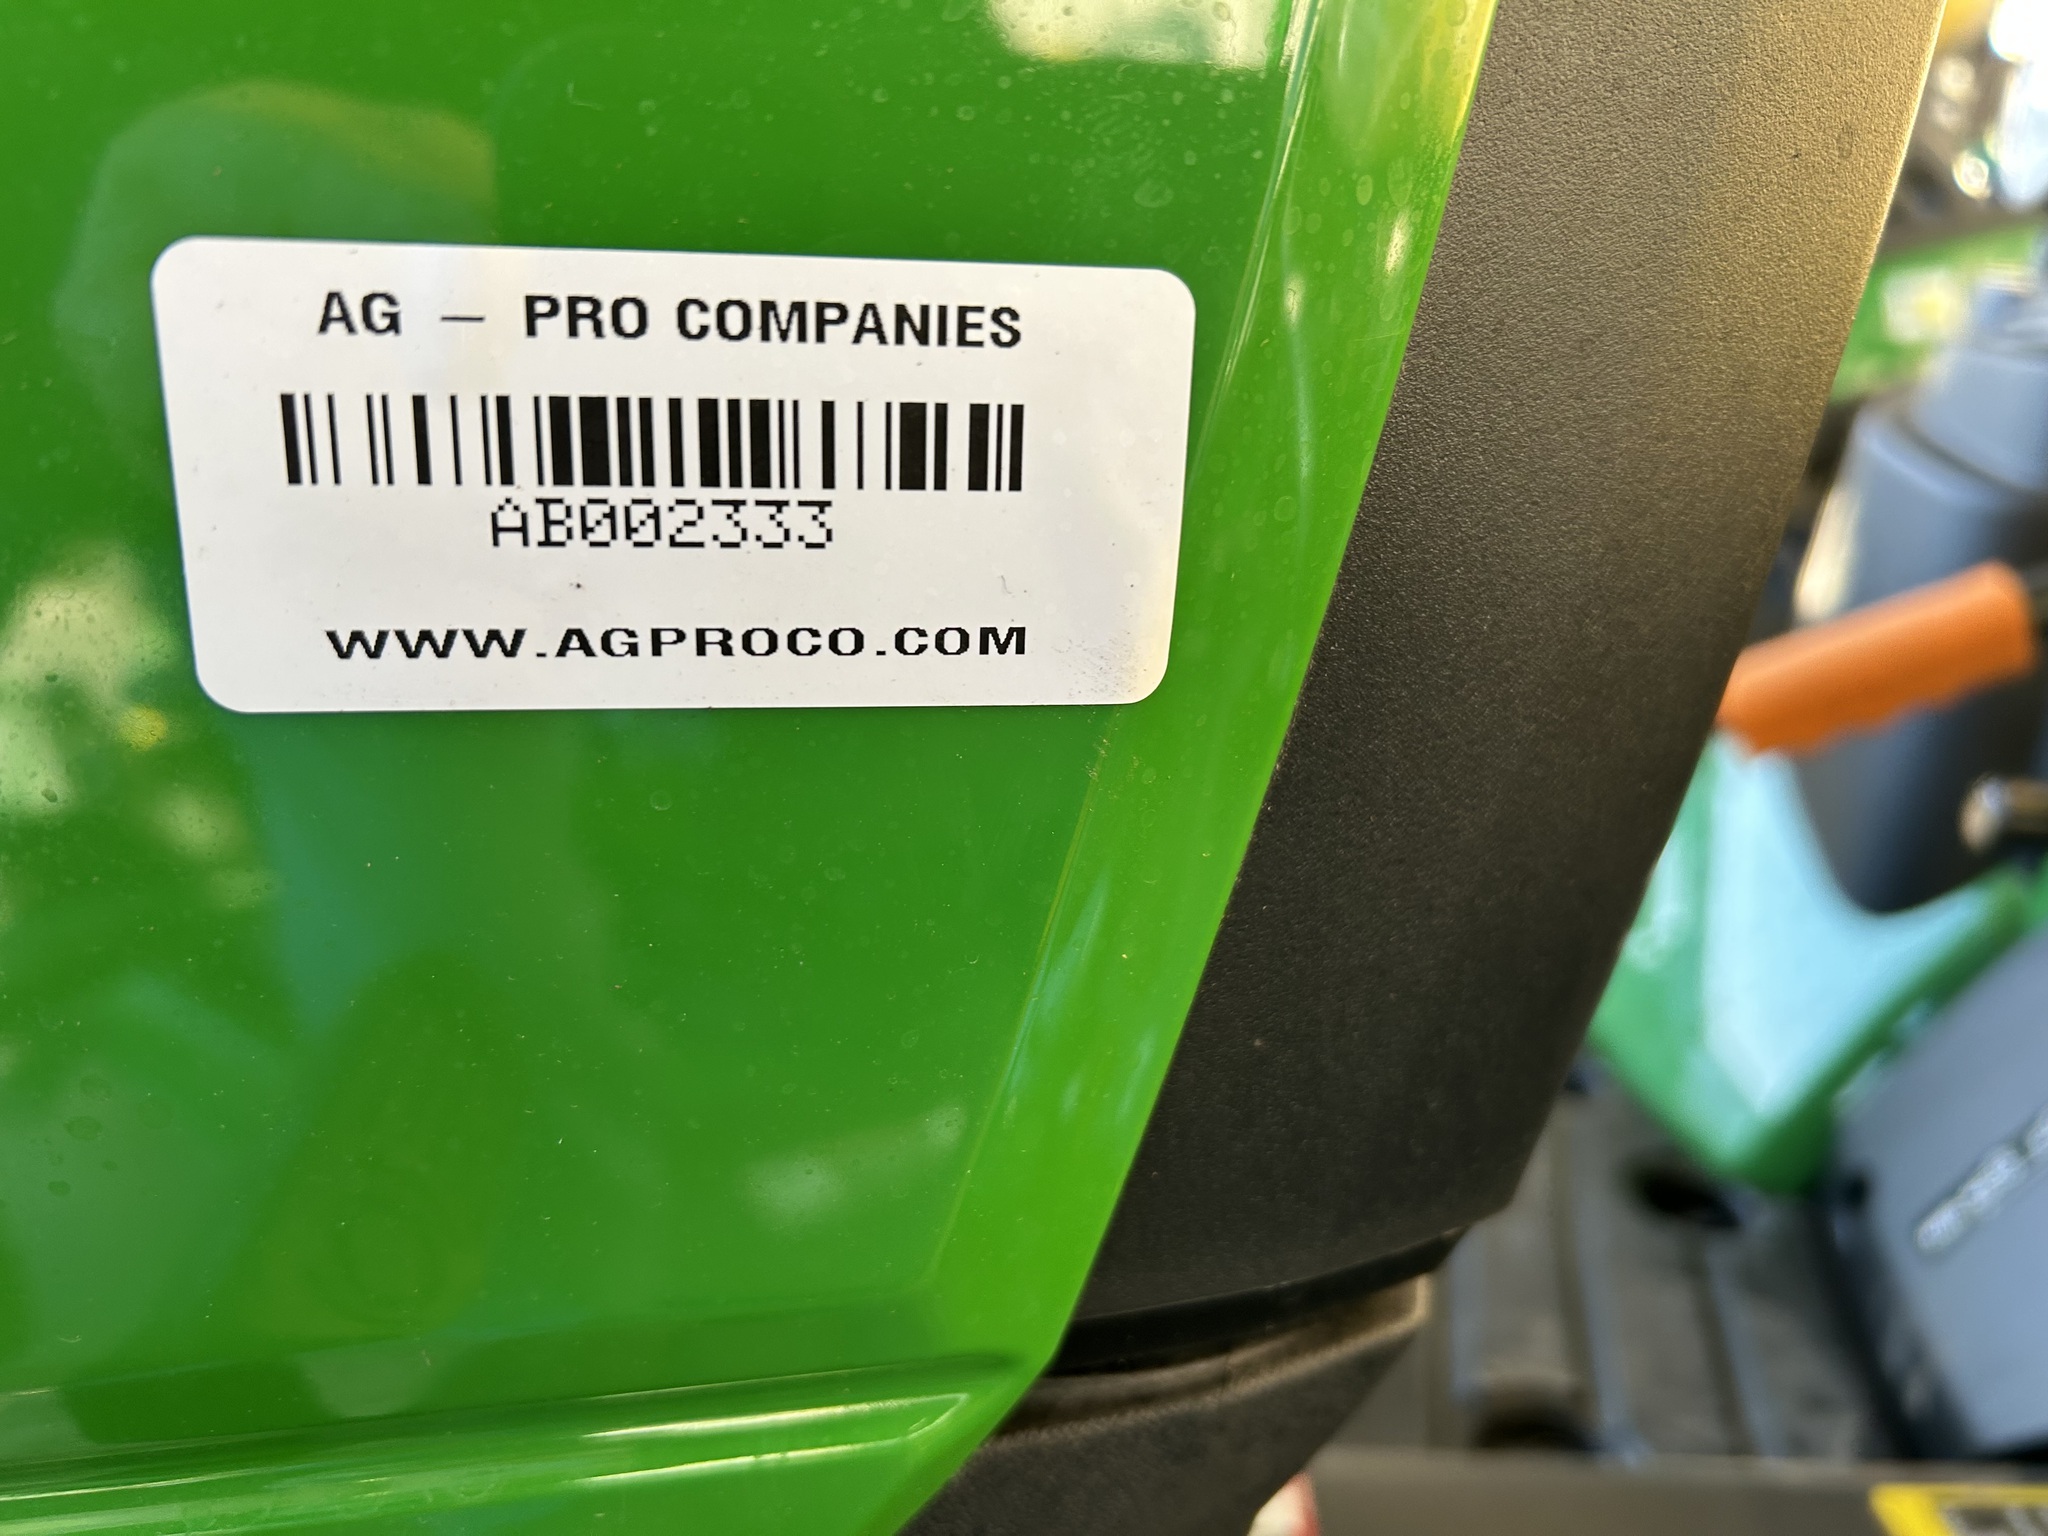 AG – PRO COMPANIES
AB002333
WWW.AGPROCO.COM